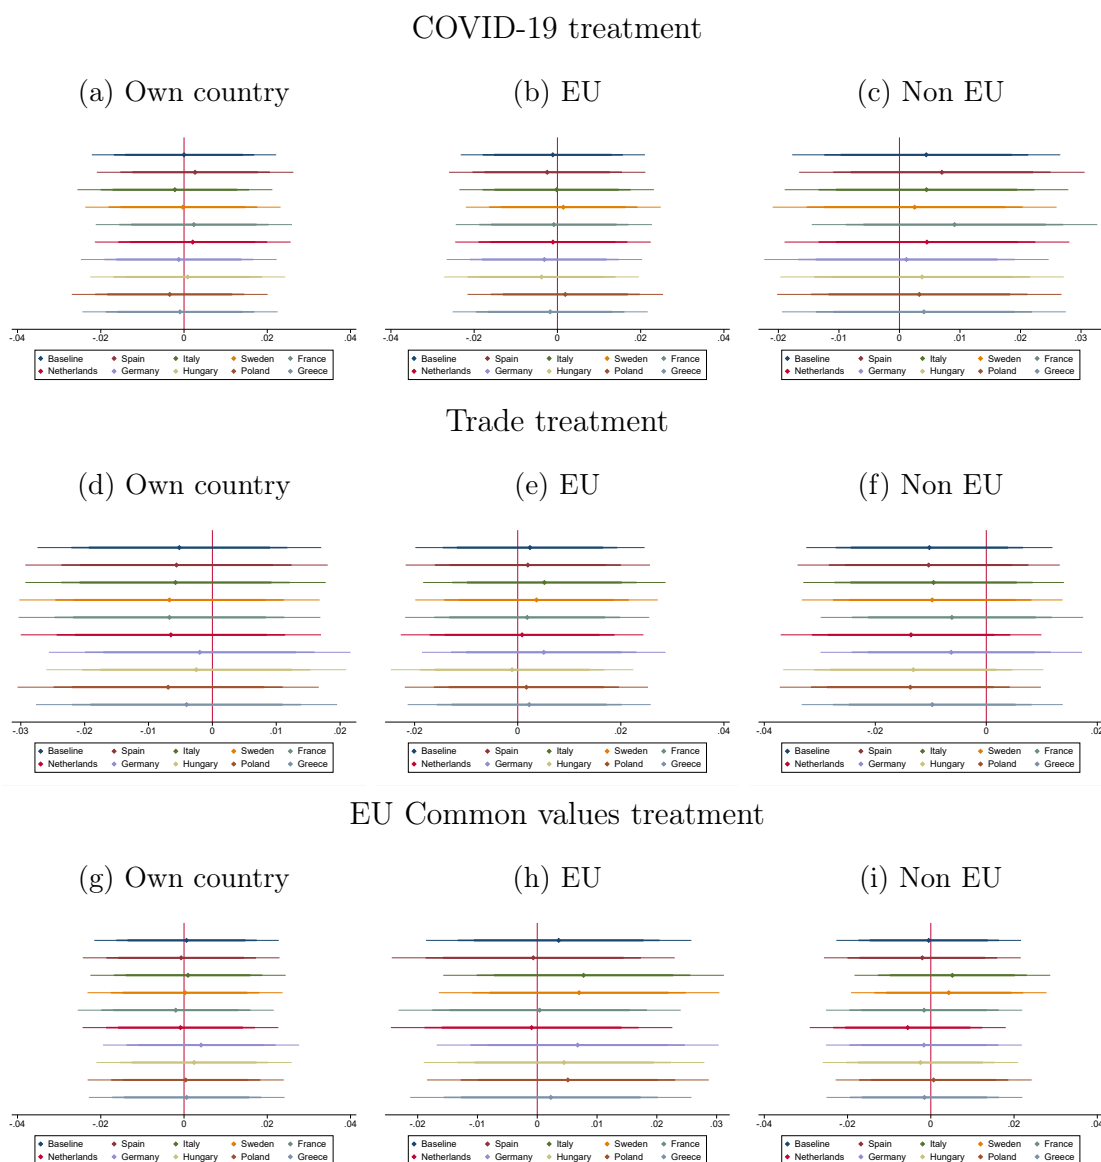 COVID-19 treatment
(a) Own country
(b) EU
(c) Non EU
-.04 -.02 0 .02 .04
-.04 -.02 0 .02 .04
-.02 -.01 0 .01 .02 .03
Baseline Spain Italy Sweden France
Netherlands Germany Hungary Poland Greece
Baseline Spain Italy Sweden France
Netherlands Germany Hungary Poland Greece
Baseline Spain Italy Sweden France
Netherlands Germany Hungary Poland Greece
Trade treatment
(d) Own country
(e) EU
(f) Non EU
-.03 -.02 -.01 0 .01 .02
-.02 0 .02 .04
-.04 -.02 0 .02
Baseline Spain Italy Sweden France
Netherlands Germany Hungary Poland Greece
Baseline Spain Italy Sweden France
Netherlands Germany Hungary Poland Greece
Baseline Spain Italy Sweden France
Netherlands Germany Hungary Poland Greece
EU Common values treatment
(g) Own country
(h) EU
(i) Non EU
-.04 -.02 0 .02 .04
-.02 -.01 0 .01 .02 .03
-.04 -.02 0 .02 .04
Baseline Spain Italy Sweden France
Netherlands Germany Hungary Poland Greece
Baseline Spain Italy Sweden France
Netherlands Germany Hungary Poland Greece
Baseline Spain Italy Sweden France
Netherlands Germany Hungary Poland Greece